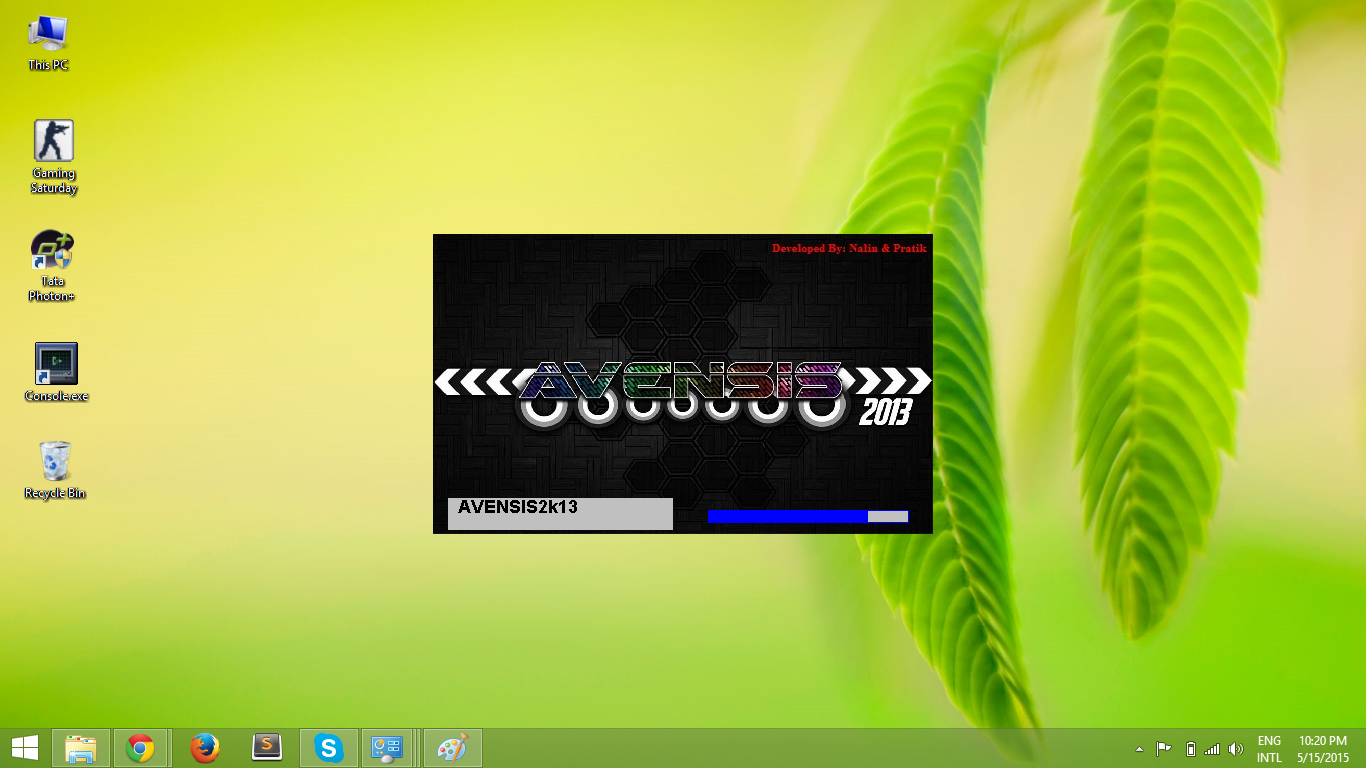 This PC
Gaming
Saturday
Tata
Photon+
Console.exe
Recycle Bin
Developed By: Nalin & Pratik
AVENSIS
2013
AVENSIS2k13
S
S
ENG
INTL
10:20 PM
5/15/2015